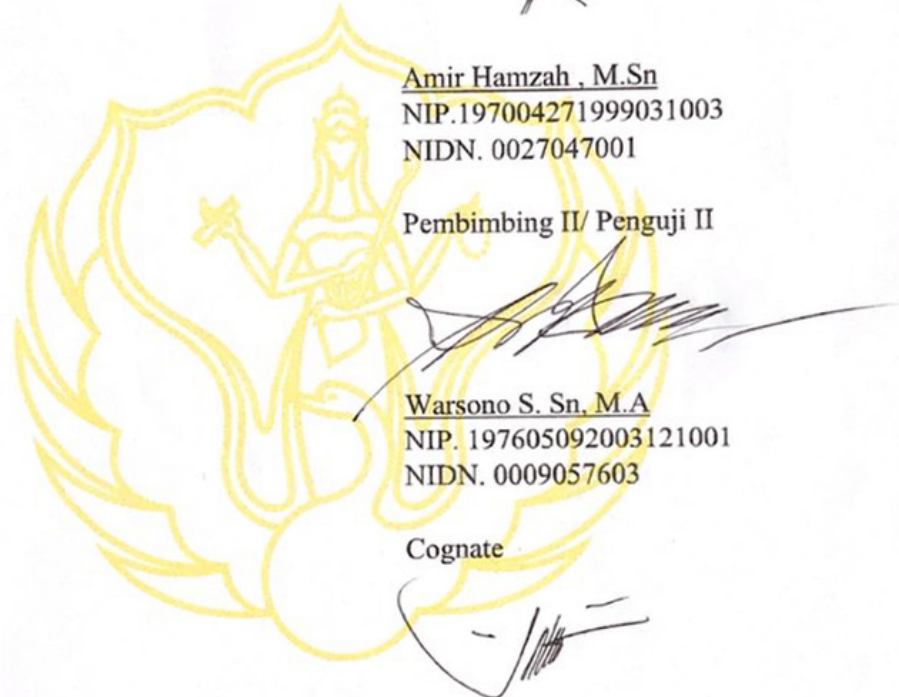 Amir Hamzah , M.Sn
NIP.197004271999031003
NIDN. 0027047001
Pembimbing II/ Penguji II
Warsono S. Sn, M.A
NIP. 197605092003121001
NIDN. 0009057603
Cognate